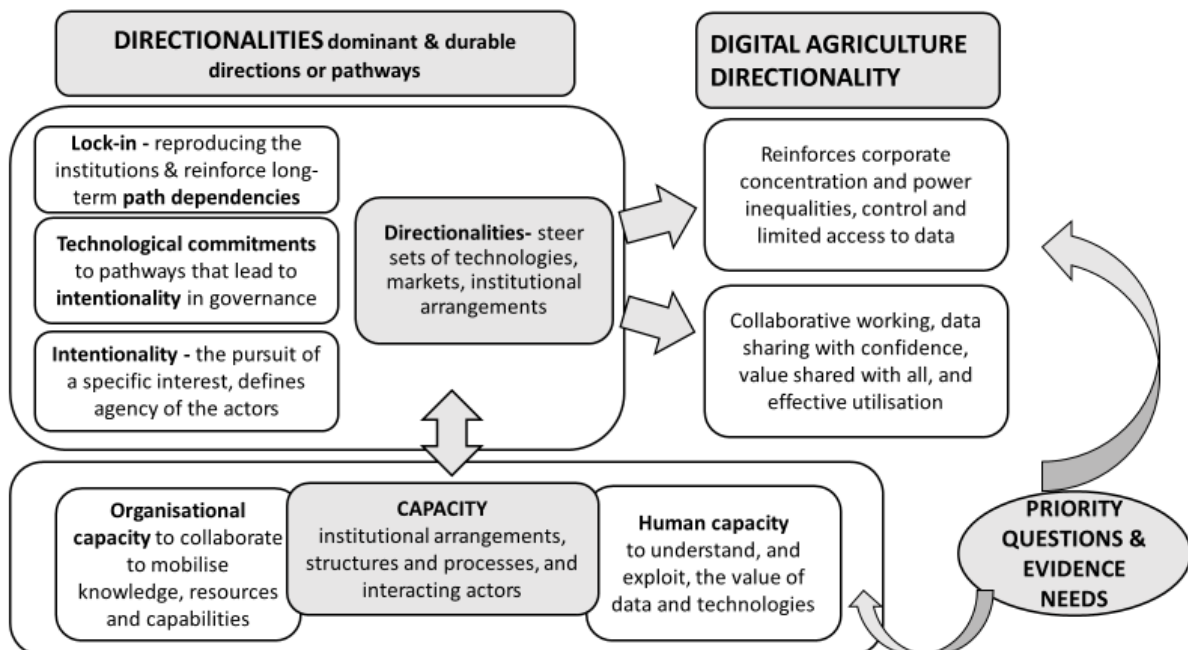 DIRECTIONALITIES dominant & durable
directions or pathways
DIGITAL AGRICULTURE
DIRECTIONALITY
Lock-in - reproducing the
institutions & reinforce long-
term path dependencies
Technological commitments
to pathways that lead to
intentionality in governance
Intentionality - the pursuit of
a specific interest, defines
agency of the actors
Directionalities- steer
sets of technologies,
markets, institutional
arrangements
Reinforces corporate
concentration and power
inequalities, control and
limited access to data
Collaborative working, data
sharing with confidence,
value shared with all, and
effective utilisation
Organisational
capacity to collaborate
to mobilise
knowledge, resources
and capabilities
CAPACITY
institutional arrangements,
structures and processes, and
interacting actors
Human capacity
to understand, and
exploit, the value of
data and technologies
PRIORITY
QUESTIONS &
EVIDENCE
NEEDS